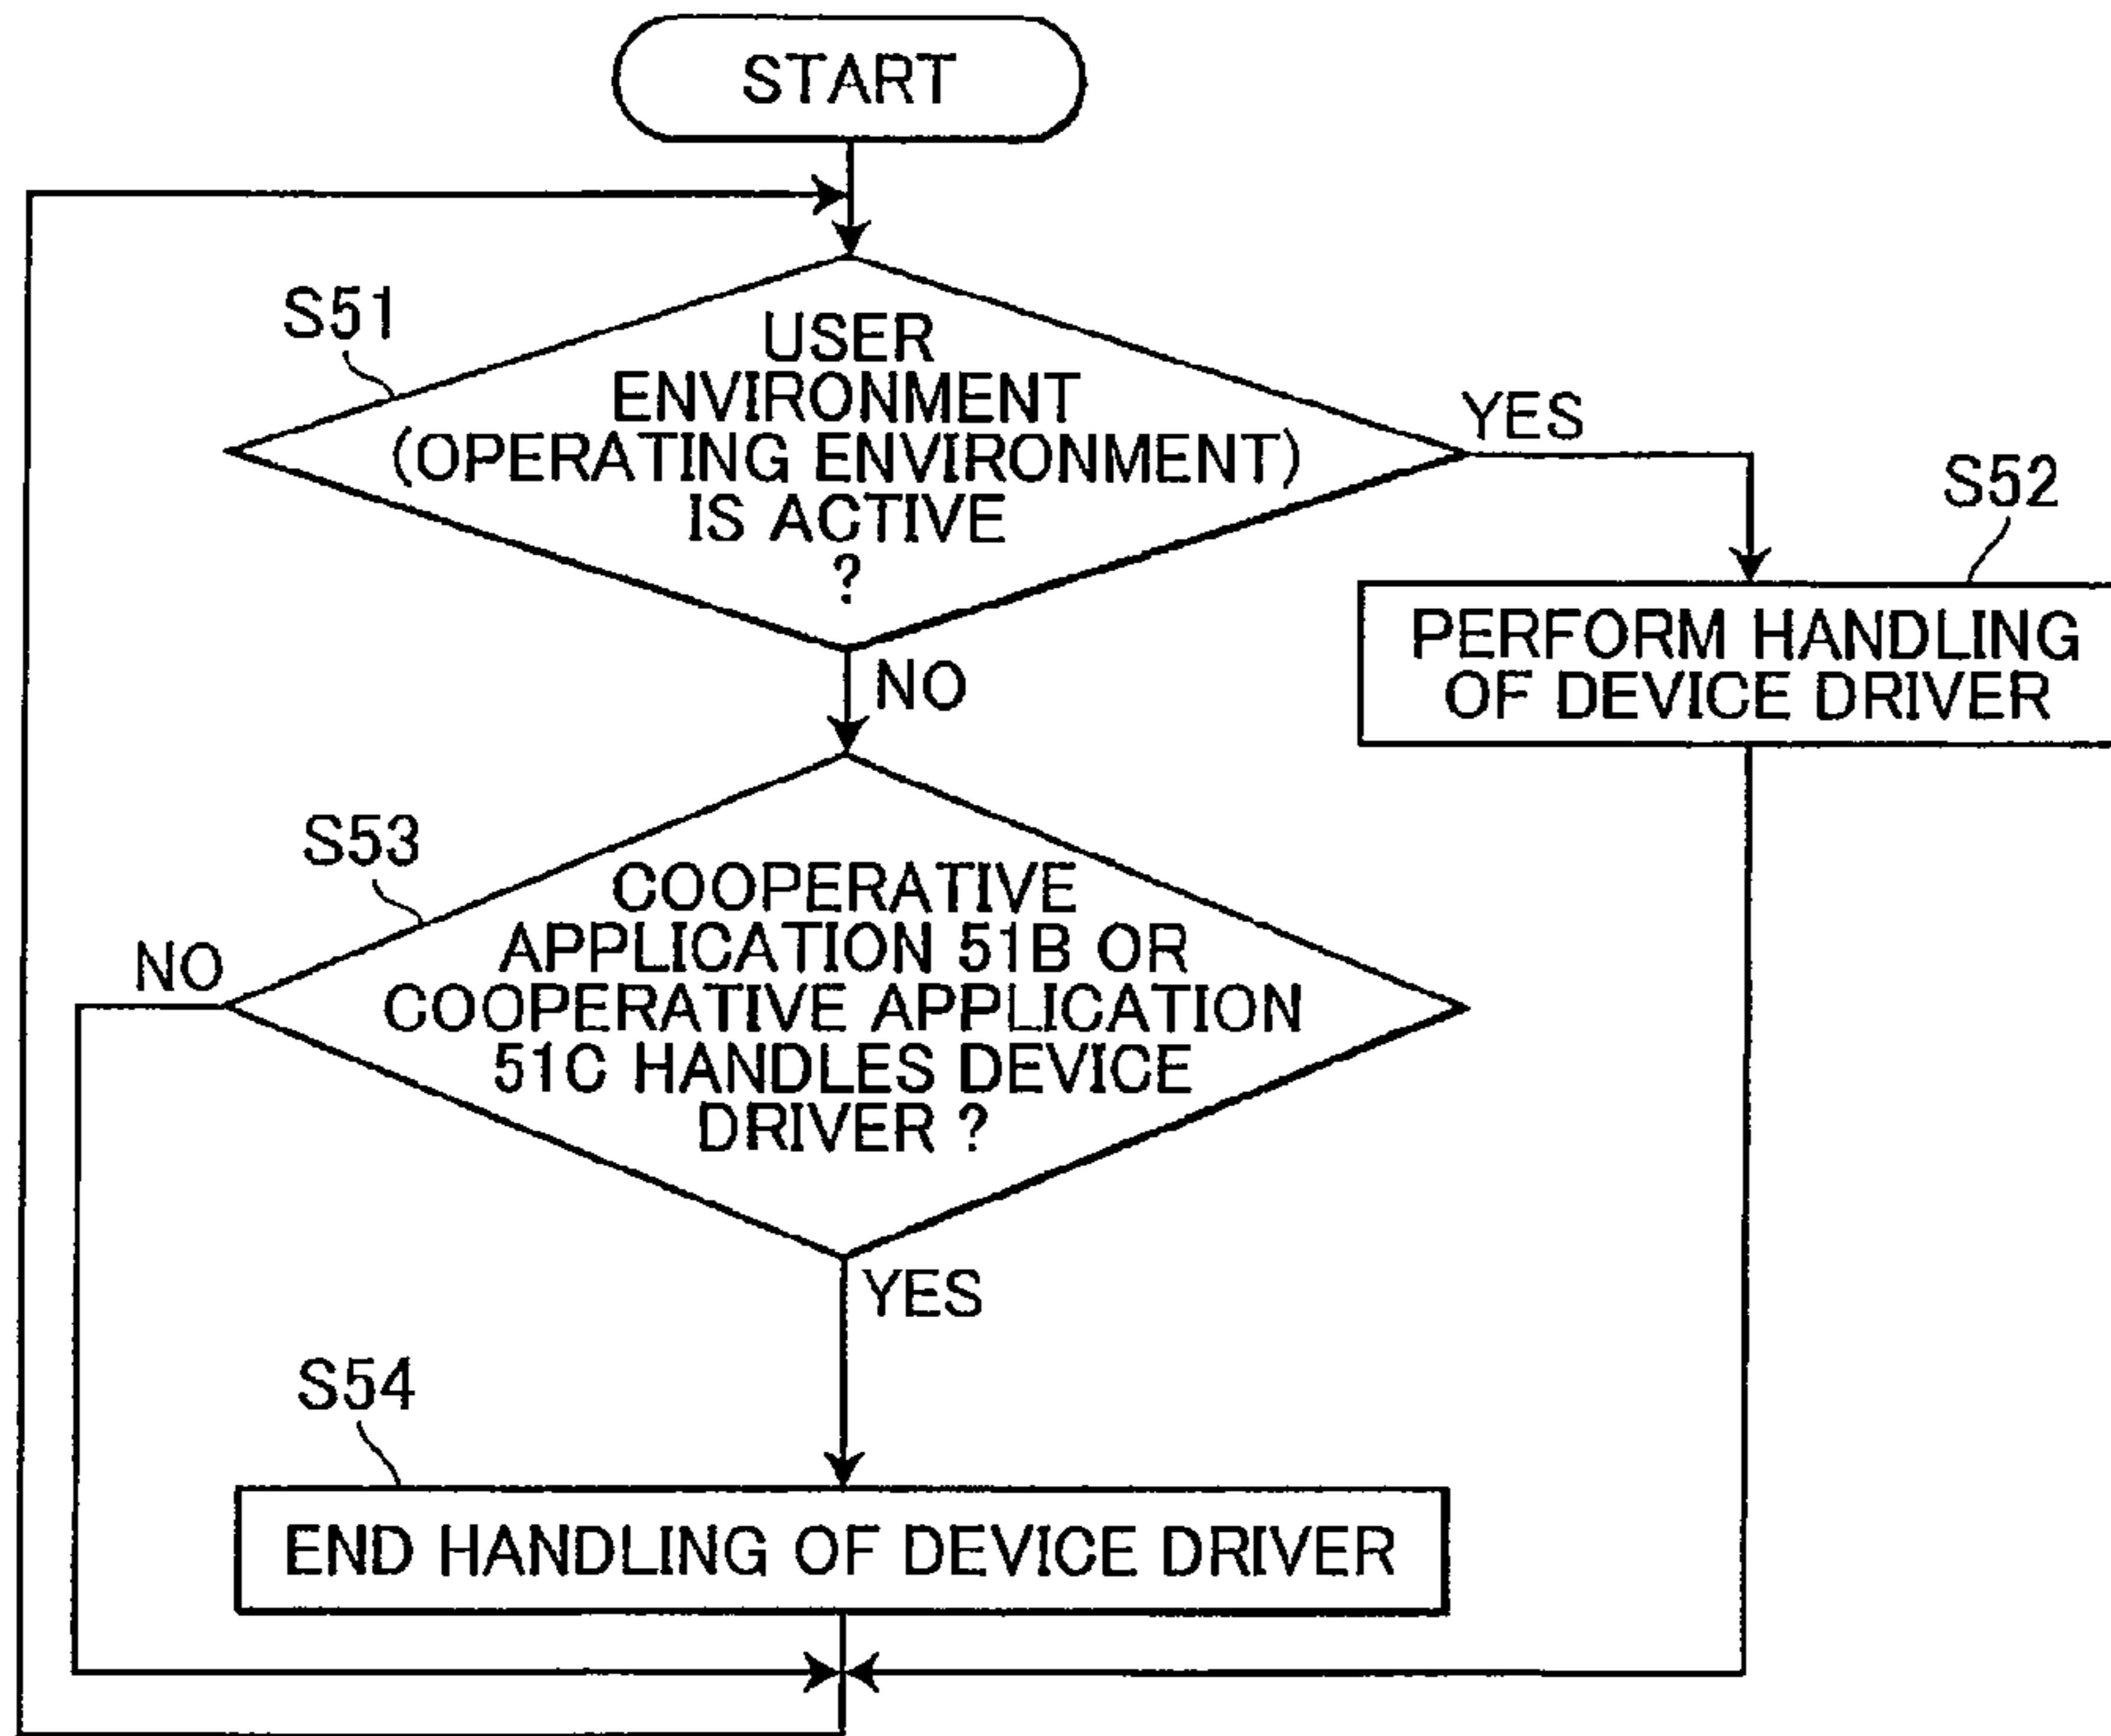 START
S51
USER
ENVIRONMENT
(OPERATING ENVIRONMENT)
IS ACTIVE
?
YES
S52
PERFORM HANDLING
OF DEVICE DRIVER
NO
S53
COOPERATIVE
APPLICATION 51B OR
COOPERATIVE APPLICATION
51C HANDLES DEVICE
DRIVER ?
NO
YES
S54
END HANDLING OF DEVICE DRIVER